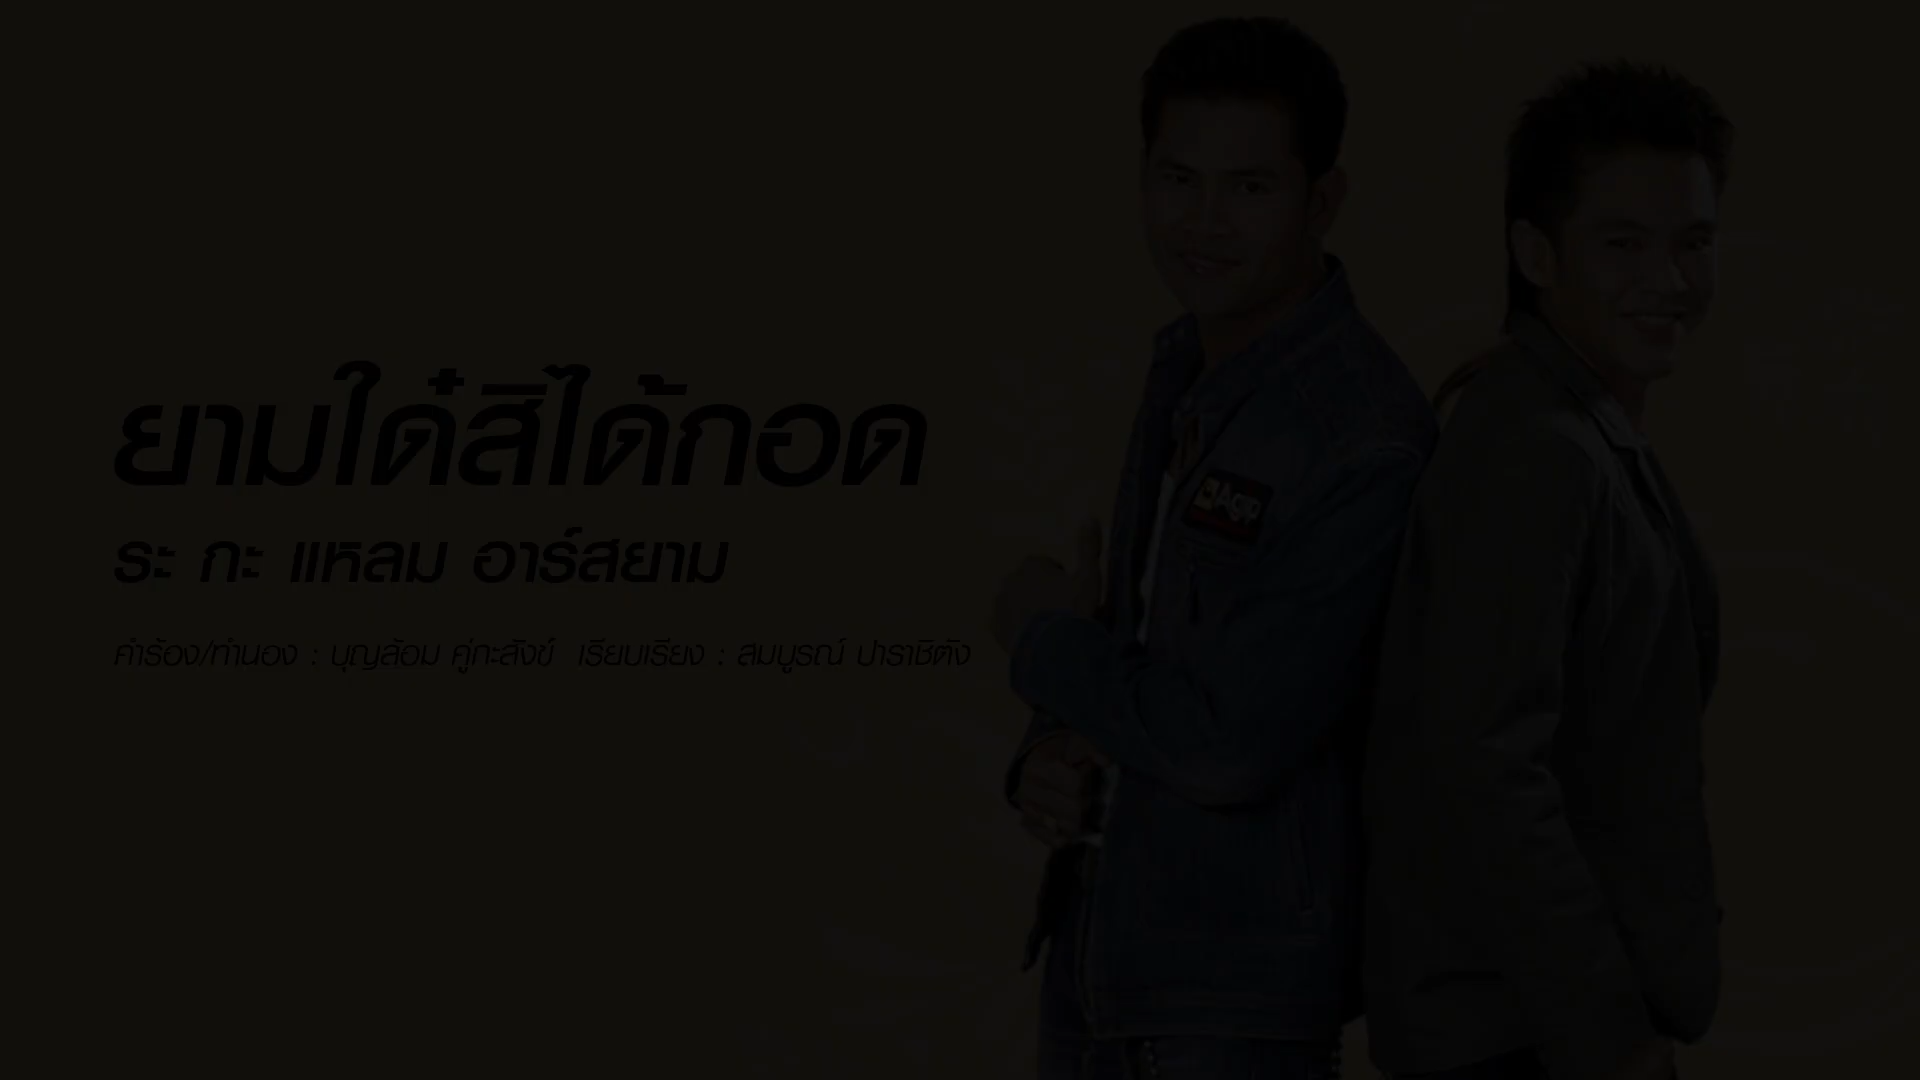 ยามใด๋สิได้กอด
ระ กะ แหลม อาร์สยาม
คำร้อง/ทำนอง : บุญล้อม คู่กะสังข์ เรียบเรียง : สมบูรณ์ ปาราชิตัง
Agip